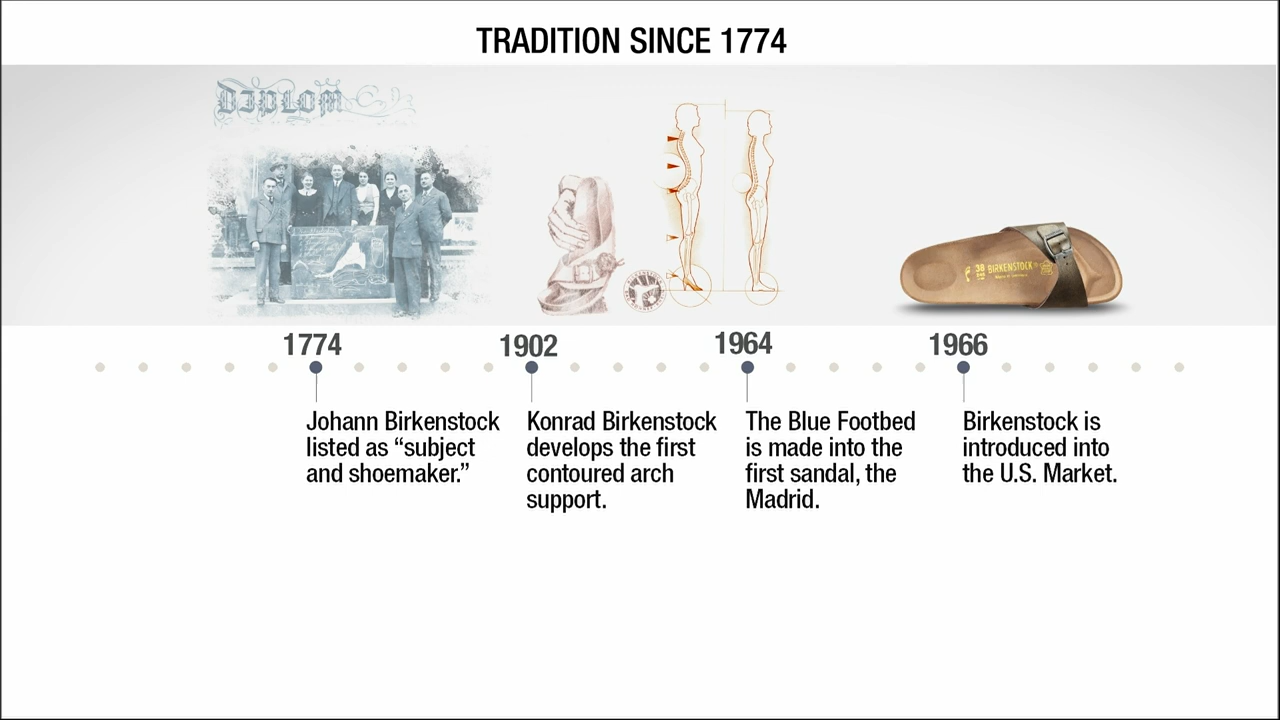 TRADITION SINCE 1774
Diplom
38
BIRKENSTOCK
1774
1902
1964
1966
Johann Birkenstock
listed as “subject
and shoemaker.”
Konrad Birkenstock
develops the first
contoured arch
support.
The Blue Footbed
is made into the
first sandal, the
Madrid.
Birkenstock is
introduced into
the U.S. Market.